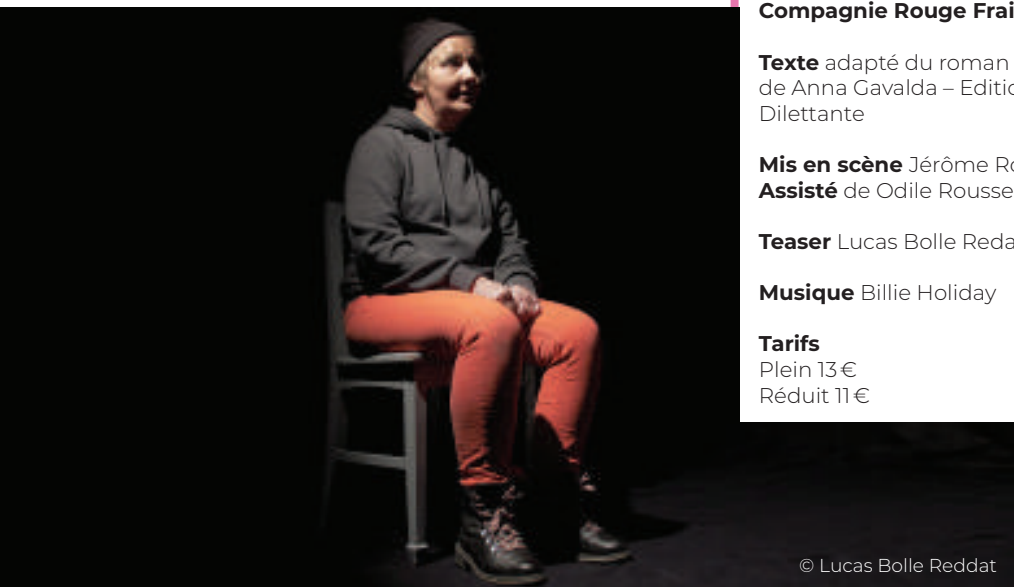 Compagnie Rouge Frai
Texte adapté du roman
de Anna Gavalda – Editio
Dilettante
Mis en scène Jérôme Ro
Assisté de Odile Rousse
Teaser Lucas Bolle Reda
Musique Billie Holiday
Tarifs
Plein 13 €
Réduit 11 €
© Lucas Bolle Reddat